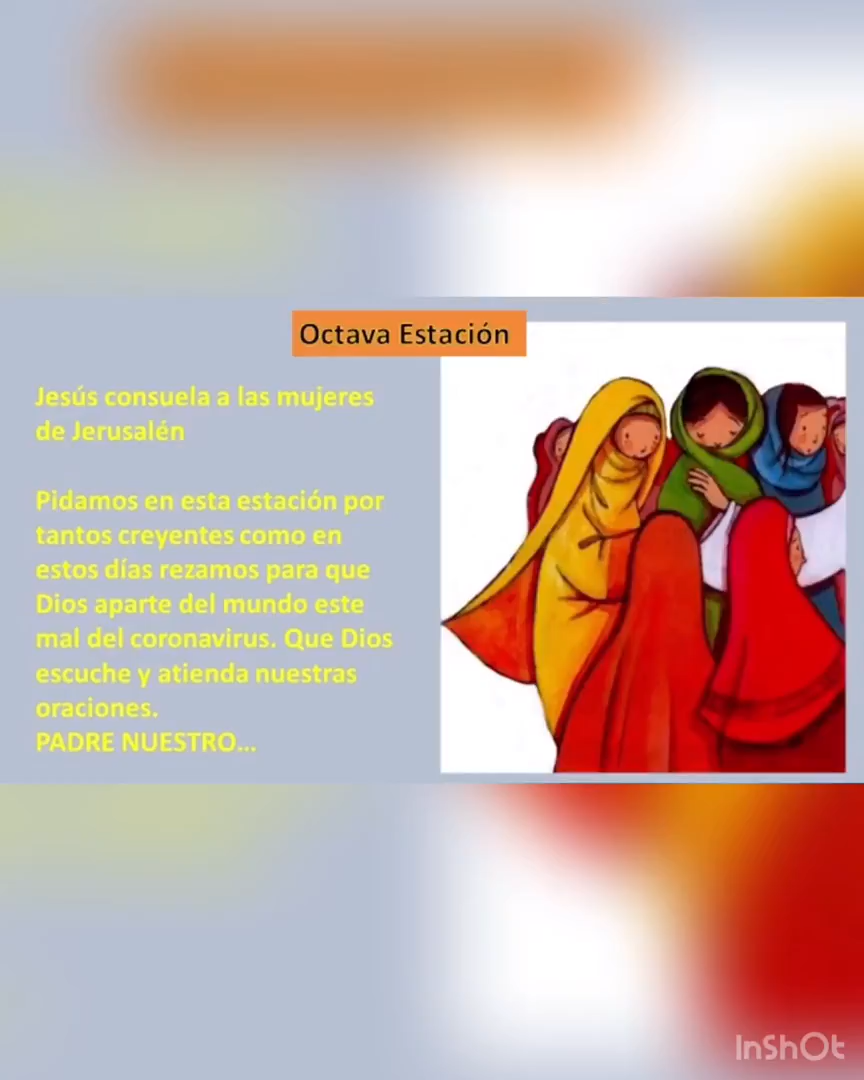 Octava Estación
Jesús consuela a las mujeres
de Jerusalén
Pidamos en esta estación por
tantos creyentes como en
estos días rezamos para que
Dios aparte del mundo este
mal del coronavirus. Que Dios
escuche y atienda nuestras
oraciones.
PADRE NUESTRO...
InShOt